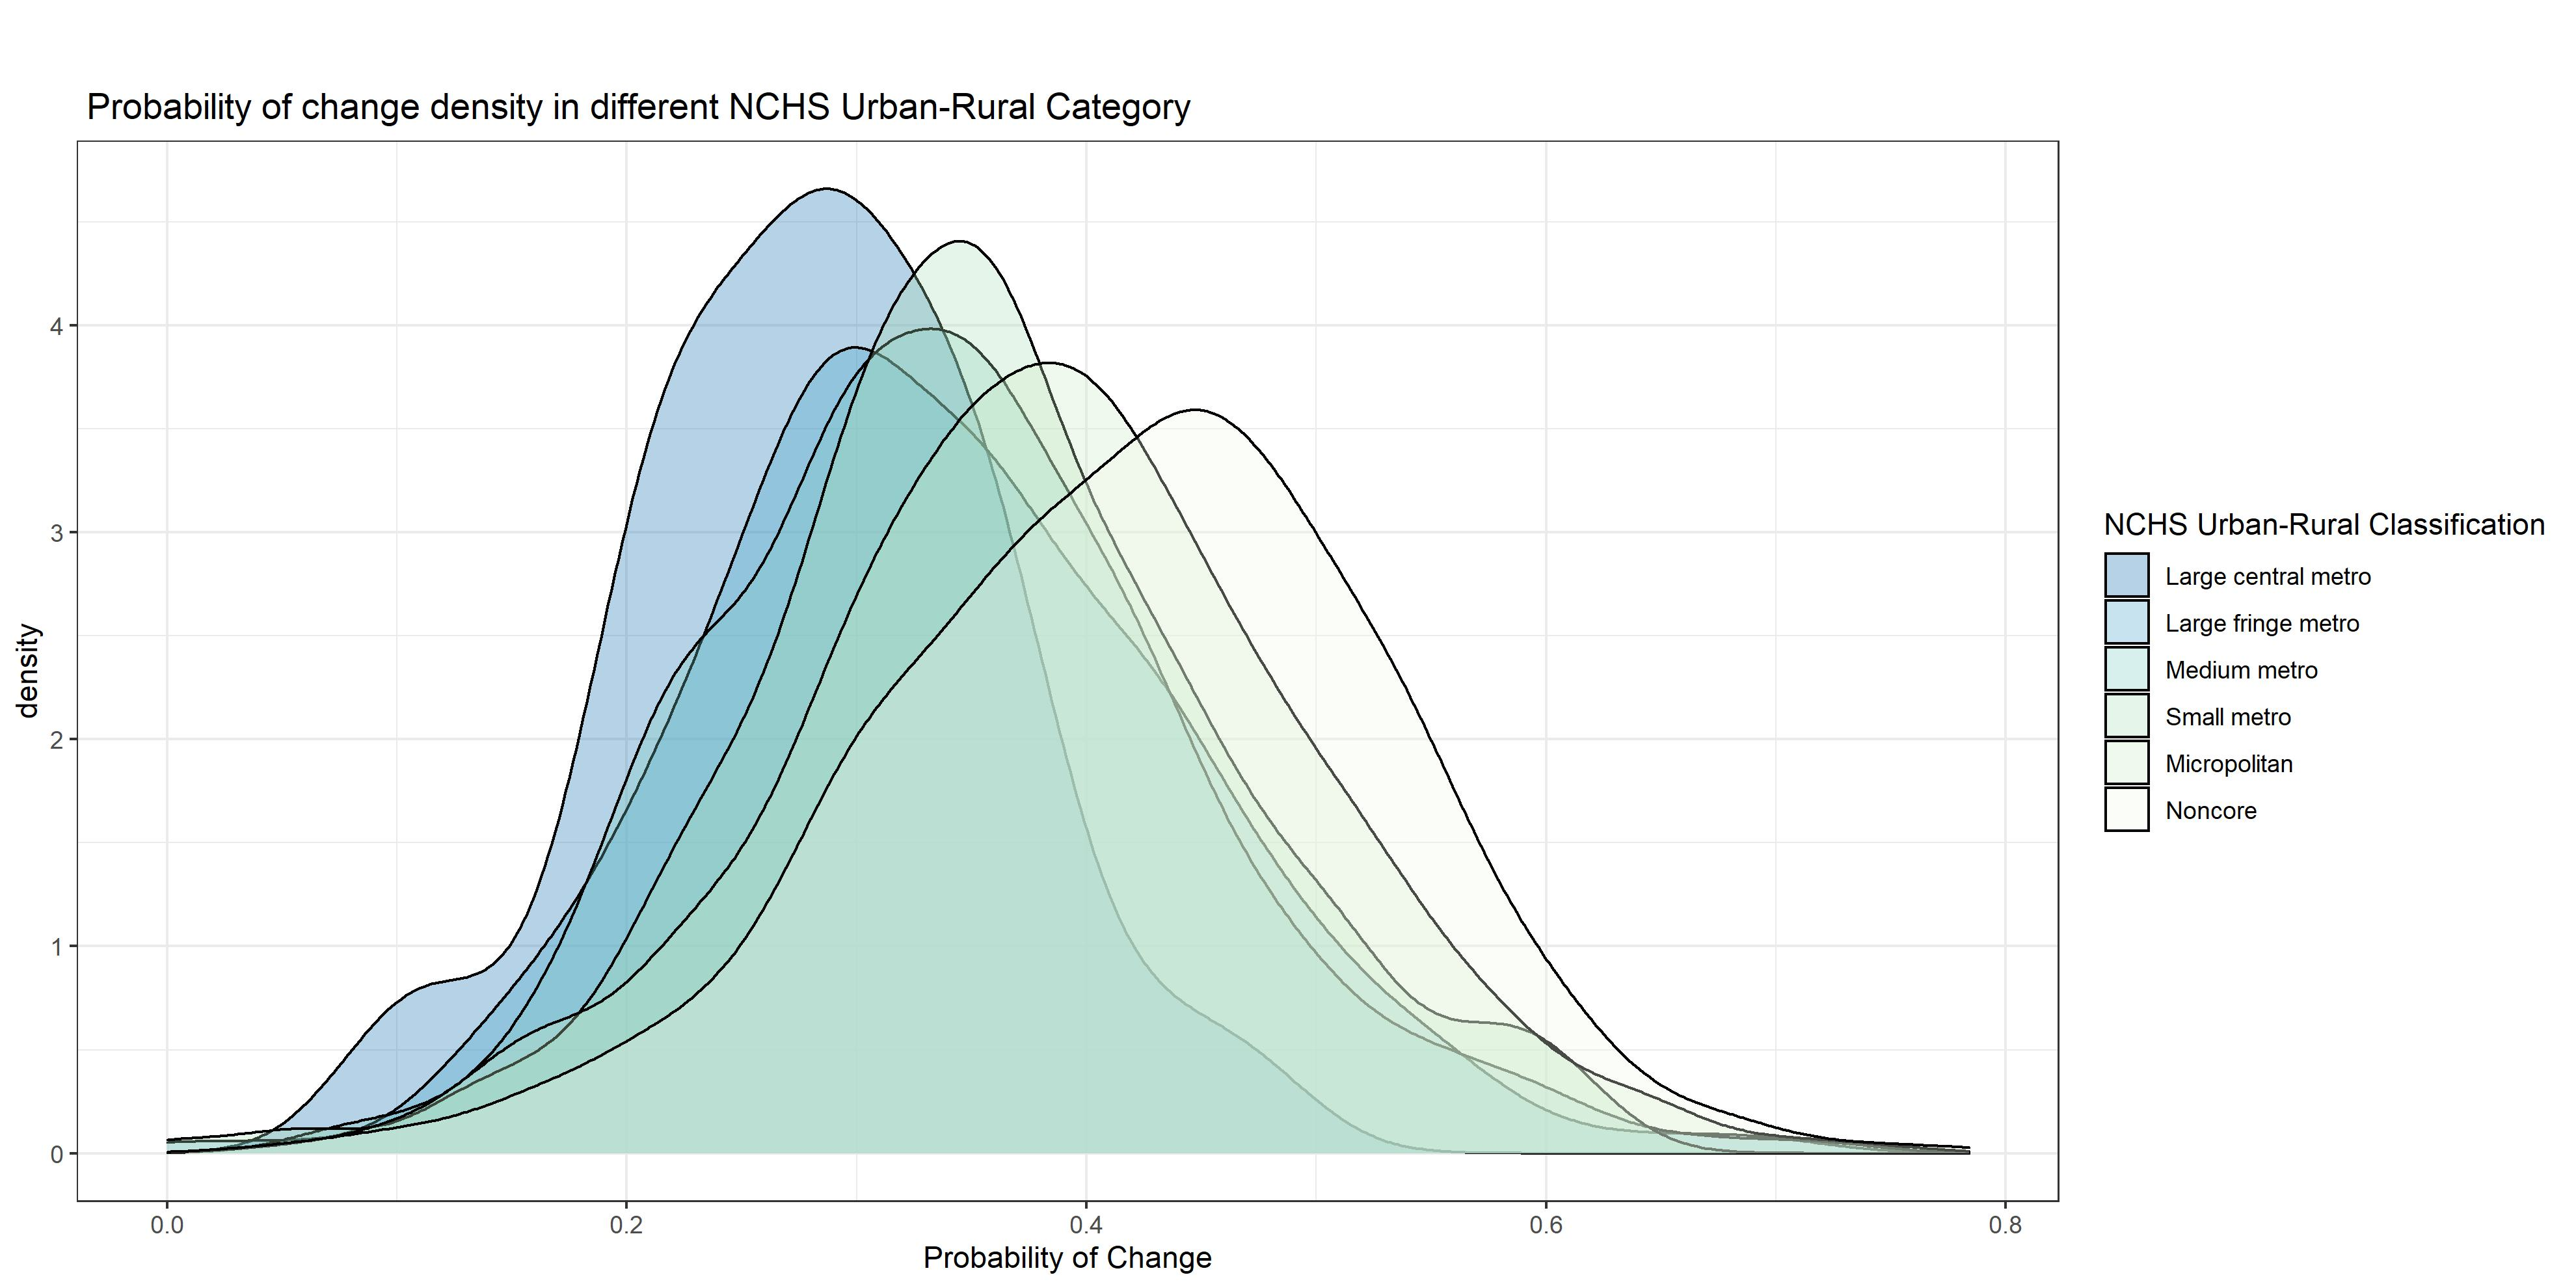 Probability of change density in different NCHS Urban-Rural Category
density
4
3
2
1
0
0.0 0.2 0.4 0.6 0.8
Probability of Change
NCHS Urban-Rural Classification
Large central metro
Large fringe metro
Medium metro
Small metro
Micropolitan
Noncore